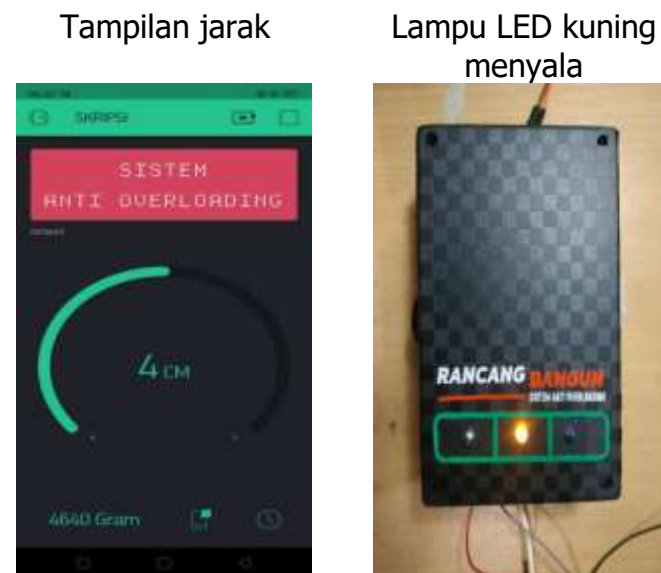 Tampilan jarak
Lampu LED kuning
menyala
SKRIPSI
SISTEM
ANTI OVERLOADING
4 CM
4640 Gram
RANCANG BANGUN